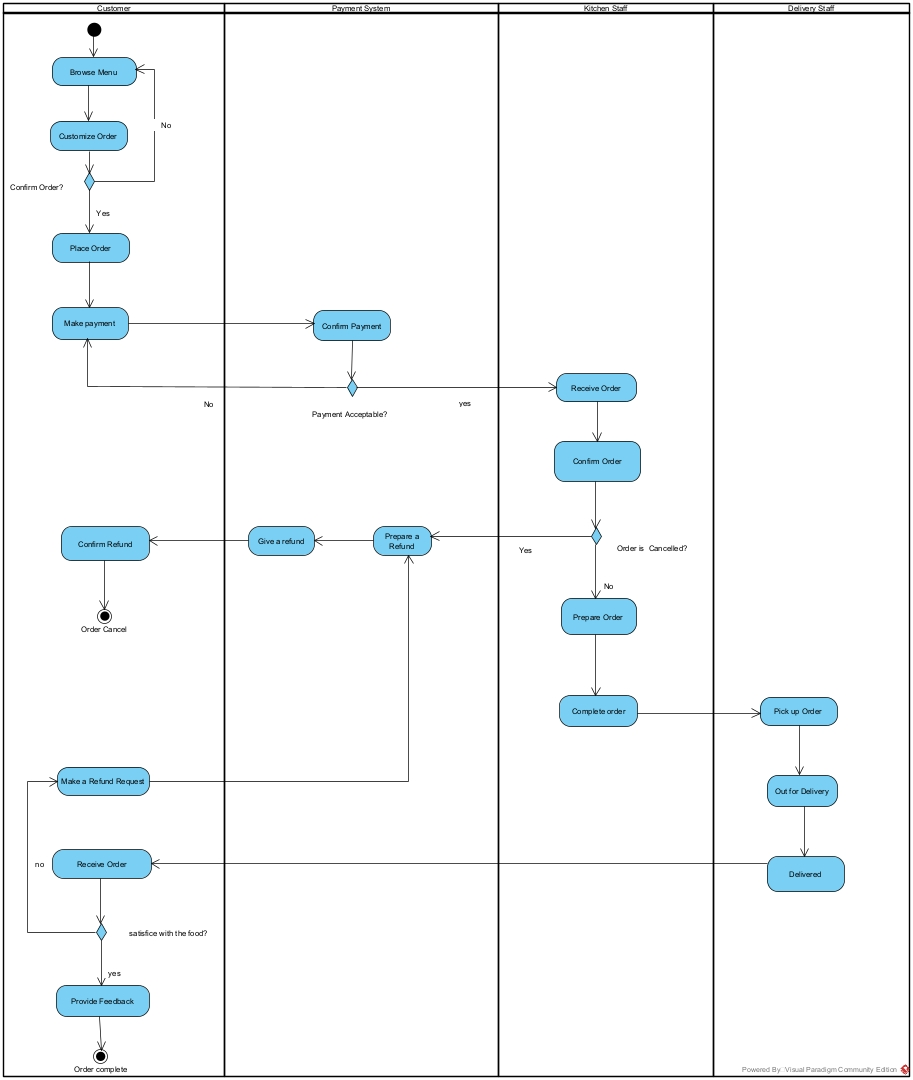 Customer
Payment System
Kitchen Staff
Delivery Staff
Browse Menu
No
Customize Order
Confirm Order?
Yes
Place Order
Make payment
Confirm Payment
No
Payment Acceptable?
yes
Receive Order
Confirm Order
Order is Cancelled?
Yes
No
Prepare a
Refund
Give a refund
Confirm Refund
Order Cancel
Prepare Order
Complete order
Pick up Order
Out for Delivery
Delivered
Make a Refund Request
Receive Order
no
satisfice with the food?
yes
Provide Feedback
Order complete
Powered By Visual Paradigm Community Edition